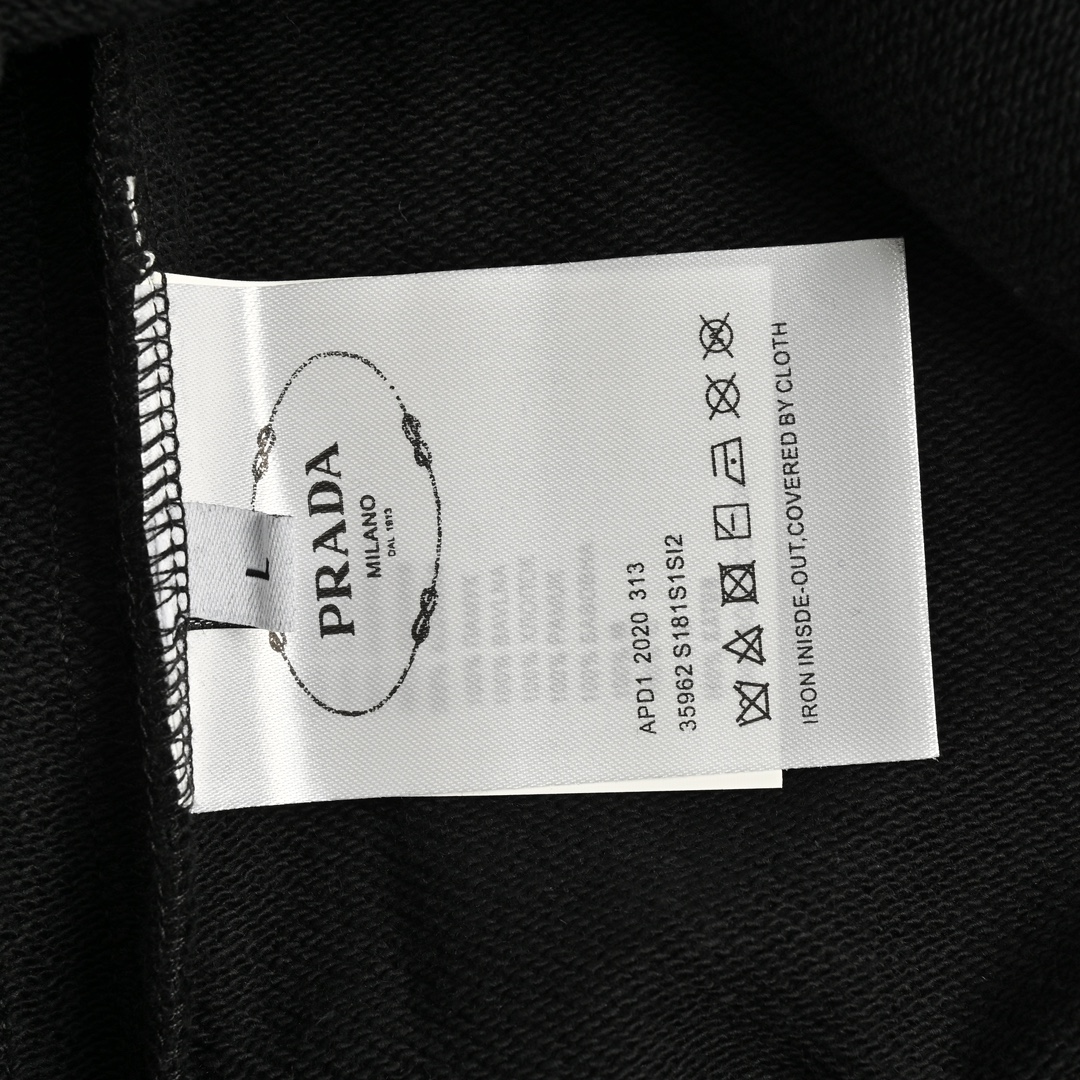 L
PRADA
MILANO
DAL 1913
APD1 2020 313
35962 S181S1SI2
IRON INISDE-OUT,COVERED BY CLOTH